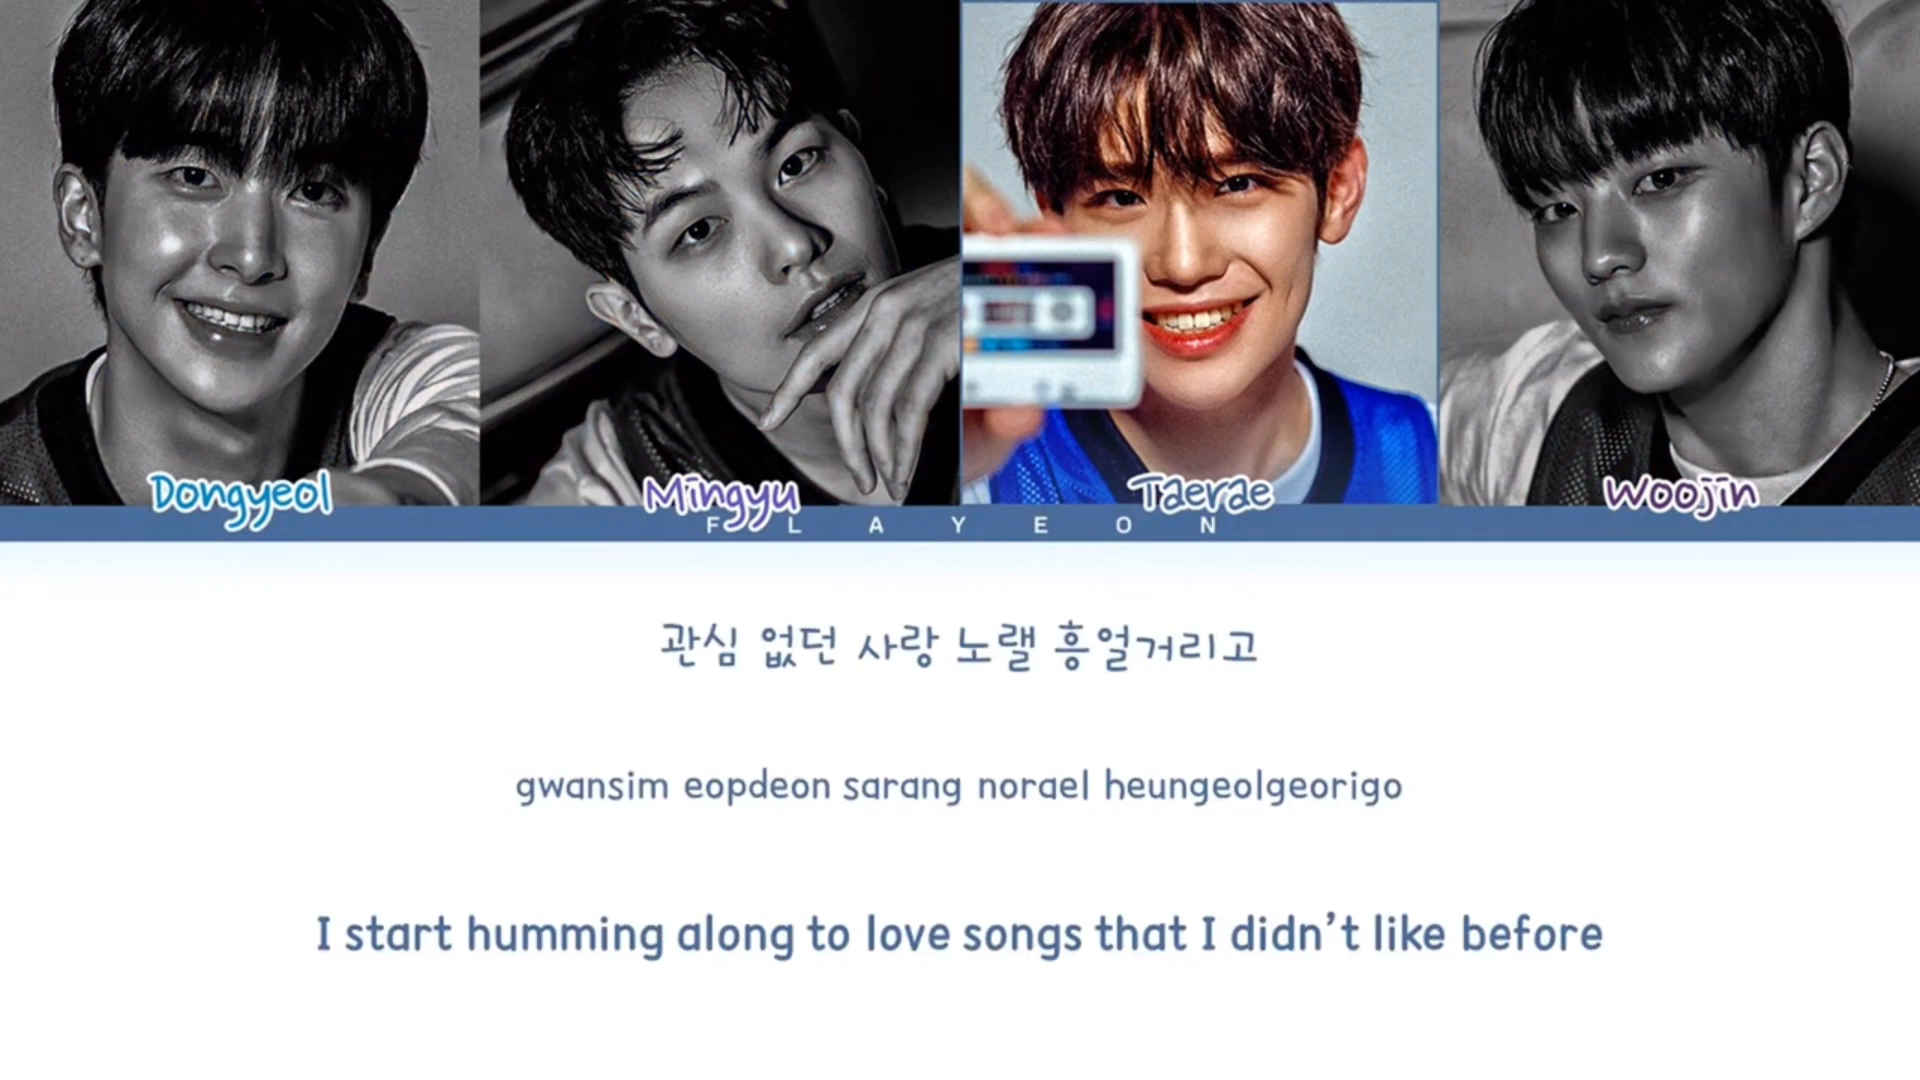 Dongyeol Mingyu Taerae Woojin
FLAYEON
관심 없던 사랑 노랠 흥얼거리고
gwansim eopdeon sarang norael heungeolgeorigo
I start humming along to love songs that I didn't like before